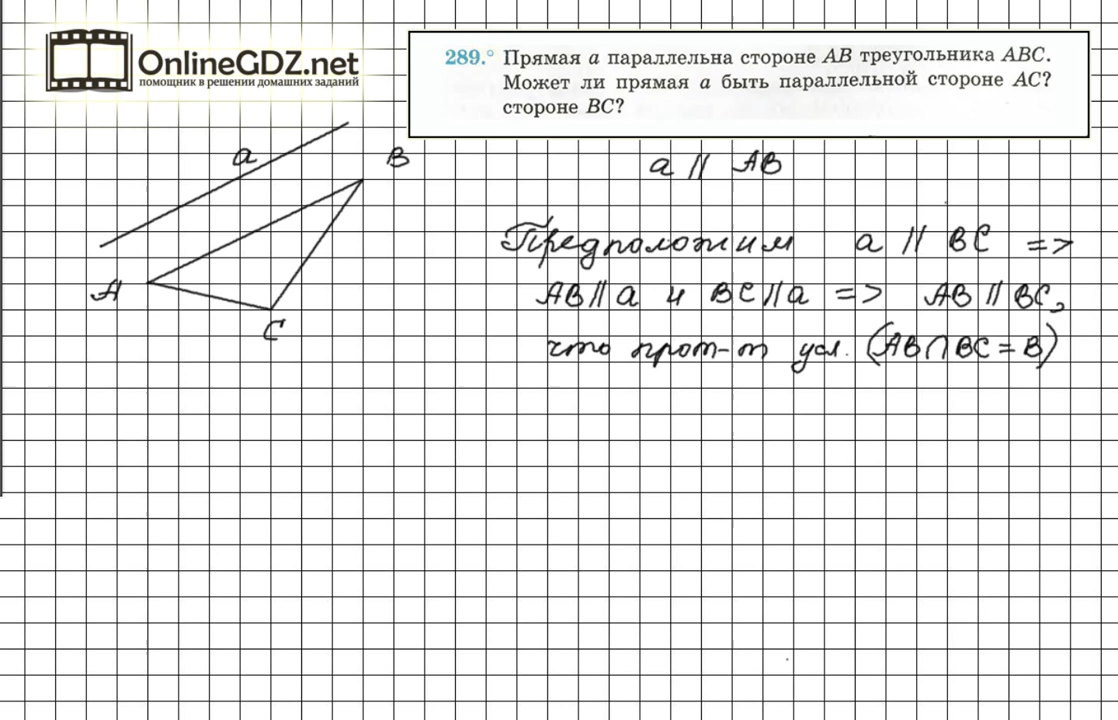 OnlineGDZ.net
помощник в решении домашних заданий
289.° Прямая a параллельна стороне AB треугольника ABC.
Может ли прямая a быть параллельной стороне AC?
стороне BC?
a
B
A
C
a || AB
Предположим a || BC =>
AB || a и BC || a => AB || BC,
что прот-т усл. (AB ∩ BC = B)